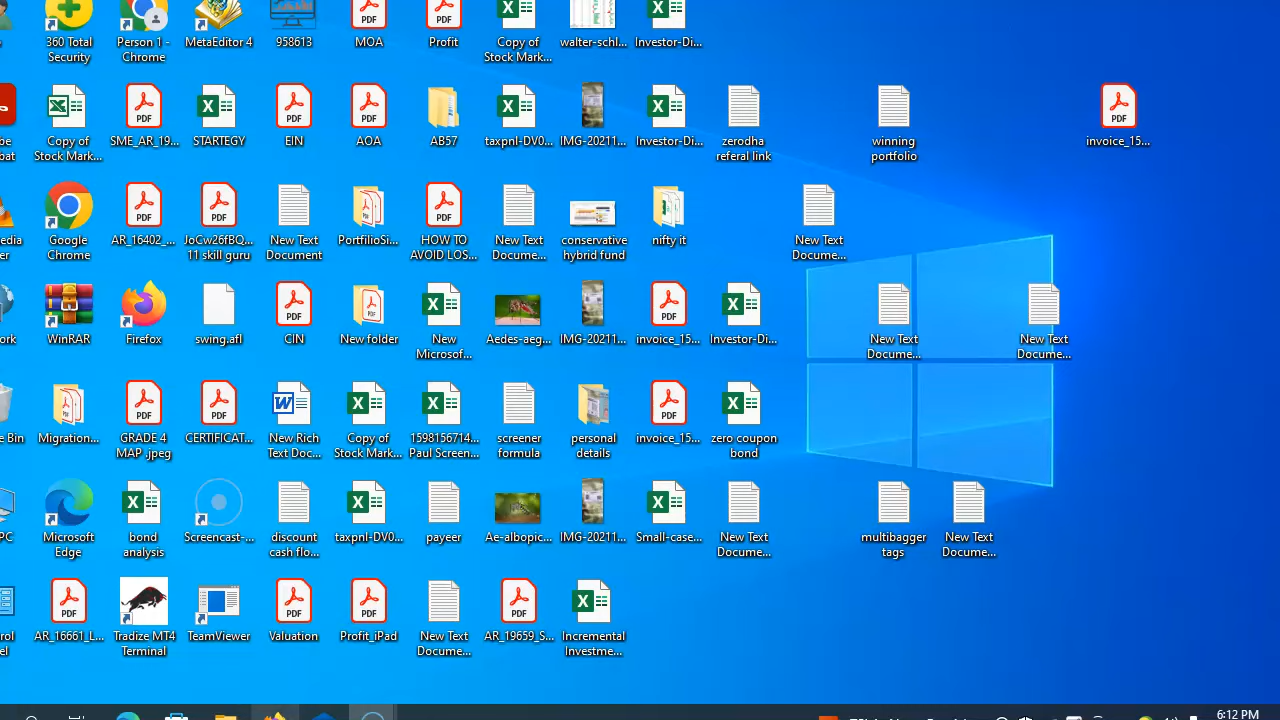 360 Total
Security
Person 1 -
Chrome
MetaEditor 4
958613
MOA
Profit
Copy of
Stock Mark...
walter-schl...
Investor-Di...
Copy of
Stock Mark...
SME_AR_19...
STARTEGY
EIN
AOA
AB57
taxpnl-DV0...
IMG-20211...
Investor-Di...
zerodha
referal link
winning
portfolio
invoice_15...
Google
Chrome
AR_16402_...
JoCw26fBQ...
11 skill guru
New Text
Document
PortfilioSi...
HOW TO
AVOID LOS...
New Text
Docume...
conservative
hybrid fund
nifty it
New Text
Docume...
WinRAR
Firefox
swing.afl
CIN
New folder
New
Microsof...
Aedes-aeg...
IMG-20211...
invoice_15...
Investor-Di...
New Text
Docume...
New Text
Docume...
Bin
Migration...
GRADE 4
MAP .jpeg
CERTIFICAT...
New Rich
Text Doc...
Copy of
Stock Mark...
1598156714...
Paul Screen...
screener
formula
personal
details
invoice_15...
zero coupon
bond
PC
Microsoft
Edge
bond
analysis
Screencast-...
discount
cash flo...
taxpnl-DV0...
payeer
Ae-albopic...
IMG-20211...
Small-case...
New Text
Docume...
multibagger
tags
New Text
Docume...
AR_16661_L...
Tradize MT4
Terminal
TeamViewer
Valuation
Profit_iPad
New Text
Docume...
AR_19659_S...
Incremental
Investme...
6:12 PM